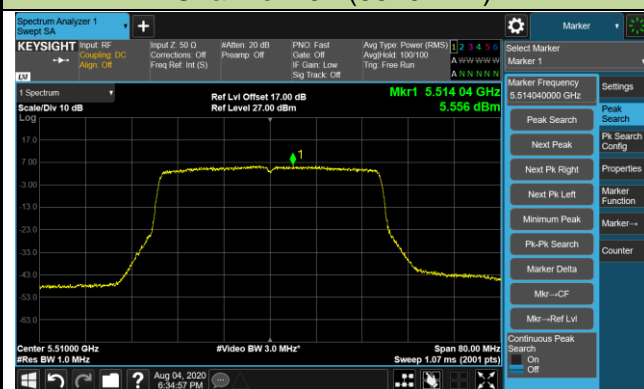 Spectrum Analyzer 1
Swept SA
Marker
KEYSIGHT
Input: RF
Coupling: DC
Align: Off
Input Z: 50 Ω
Corrections: Off
Freq Ref: Int (S)
#Atten: 20 dB
Preamp: Off
PNO: Fast
Gate: Off
IF Gain: Low
Sig Track: Off
Avg Type: Power (RMS)
Avg|Hold: 100/100
Trig: Free Run
1 2 3 4 5 6
A W W W W W
A N N N N N
LXI
Select Marker
Marker 1
1 Spectrum
Scale/Div 10 dB
Log
Ref Lvl Offset 17.00 dB
Ref Level 27.00 dBm
Mkr1 5.514 04 GHz
5.556 dBm
17.0
7.00
-3.00
-13.0
-23.0
-33.0
-43.0
-53.0
-63.0
1
Center 5.51000 GHz
#Res BW 1.0 MHz
#Video BW 3.0 MHz*
Span 80.00 MHz
Sweep 1.07 ms (2001 pts)
Marker Frequency
5.514040000 GHz
Peak Search
Next Peak
Next Pk Right
Next Pk Left
Minimum Peak
Pk-Pk Search
Marker Delta
Mkr→CF
Mkr→Ref Lvl
Continuous Peak
Search
On
Off
Settings
Peak
Search
Pk Search
Config
Properties
Marker
Function
Marker→
Counter
?
Aug 04, 2020
6:34:57 PM